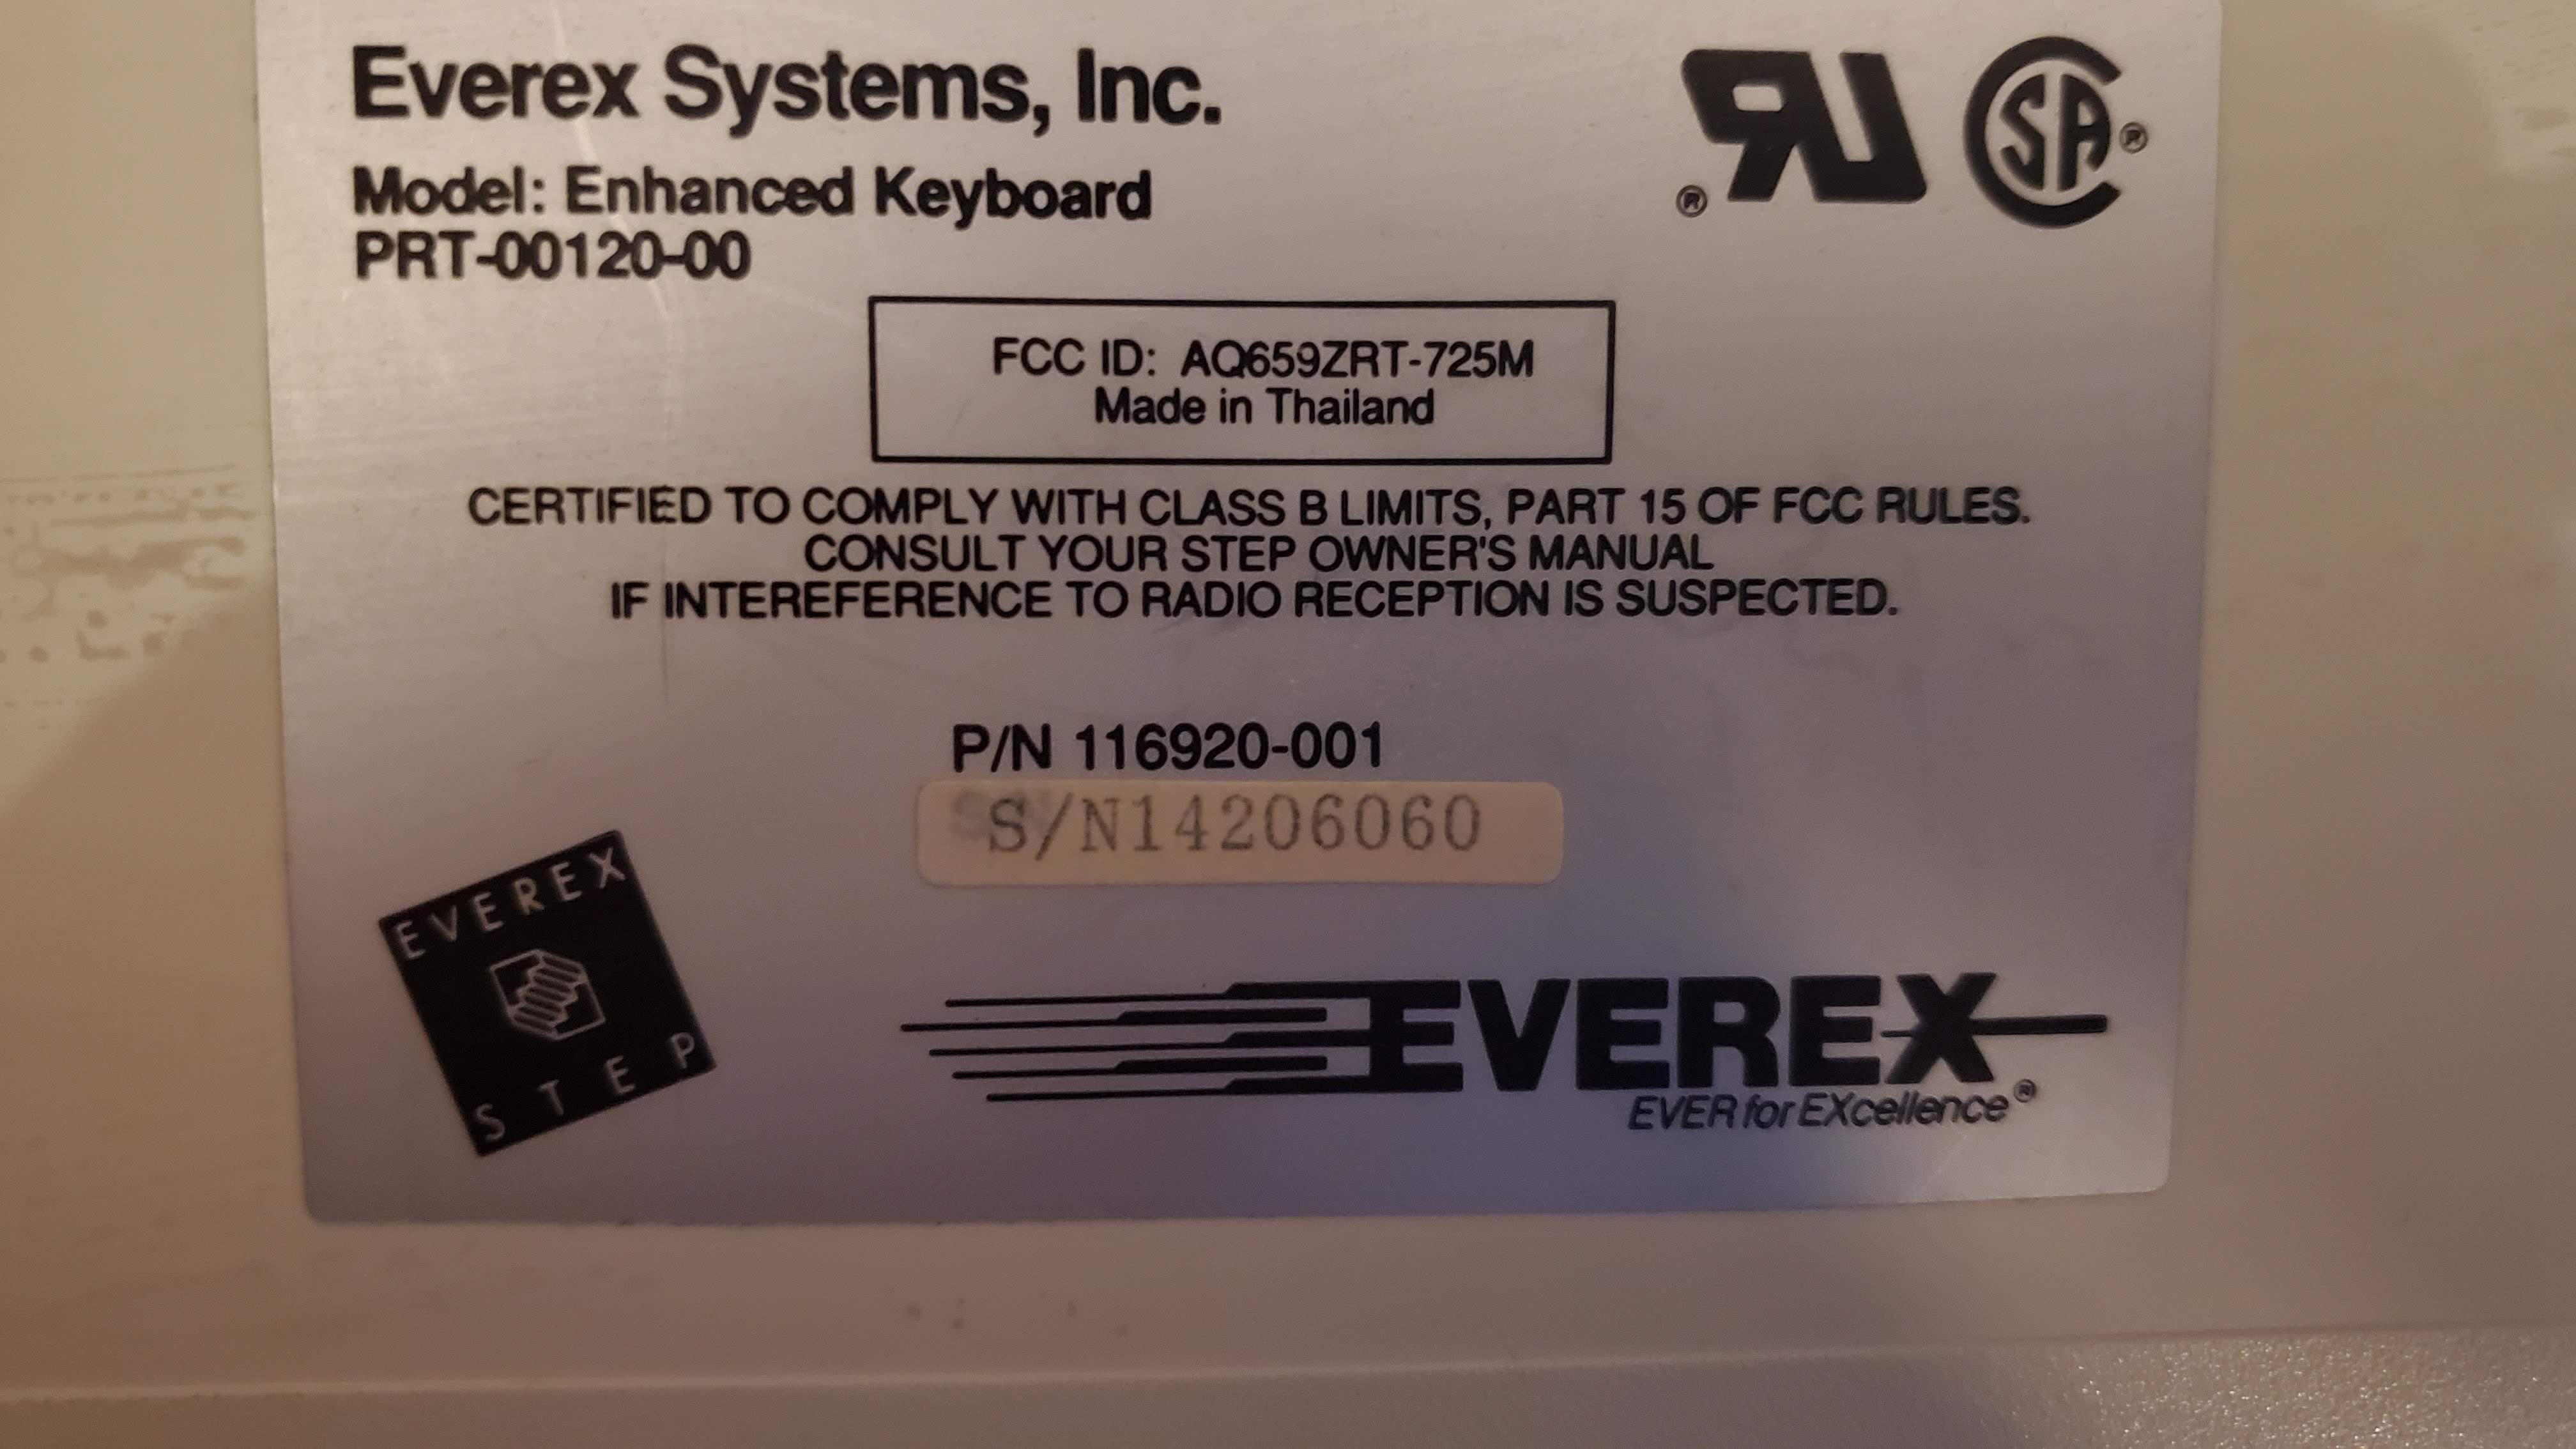 Everex Systems, Inc.
Model: Enhanced Keyboard
PRT-00120-00
FCC ID: AQ659ZRT-725M
Made in Thailand
CERTIFIED TO COMPLY WITH CLASS B LIMITS, PART 15 OF FCC RULES.
CONSULT YOUR STEP OWNER'S MANUAL
IF INTEREFERENCE TO RADIO RECEPTION IS SUSPECTED.
P/N 116920-001
S/N14206060
EVEREX
STEP
EVEREX
EVER for EXcellence®
RU®
CSA®